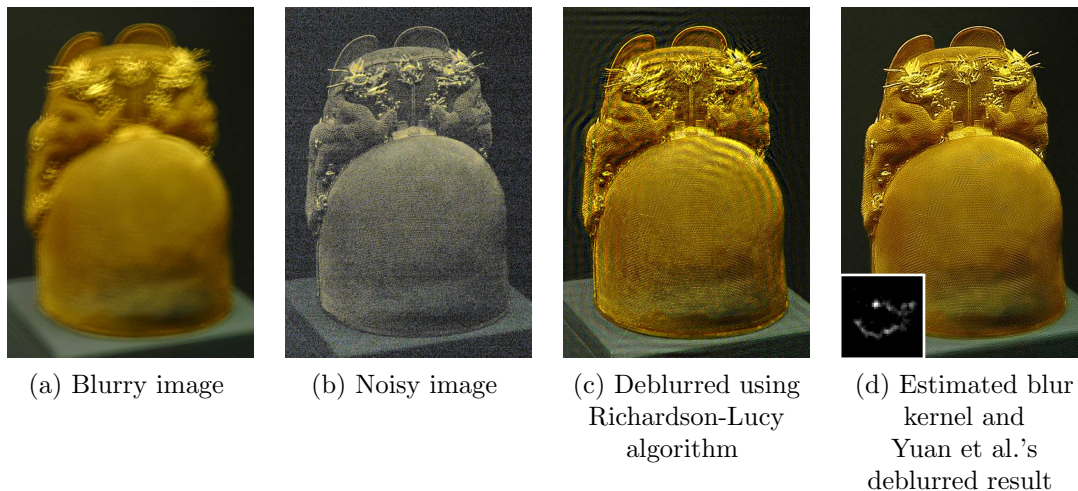 (a) Blurry image
(b) Noisy image
(c) Deblurred using
Richardson-Lucy
algorithm
(d) Estimated blur
kernel and
Yuan et al.'s
deblurred result